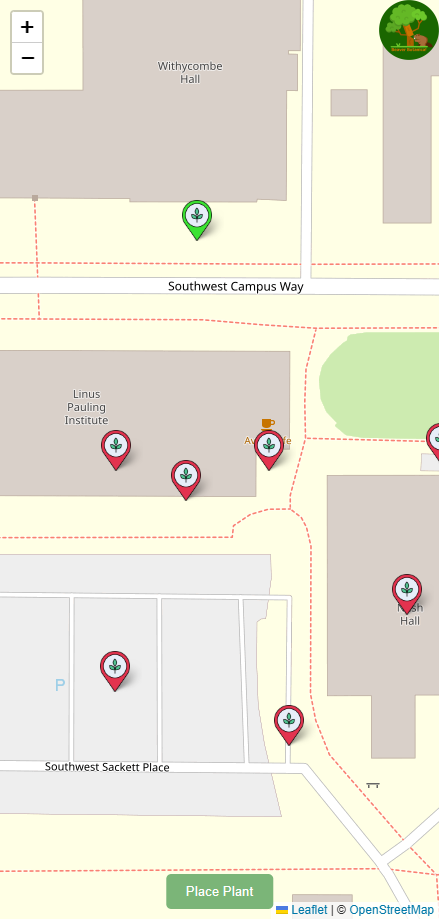 +
−
Withycombe
Hall
Southwest Campus Way
Linus
Pauling
Institute
Hall
P
Southwest Sackett Place
Place Plant
Leaflet | © OpenStreetMap